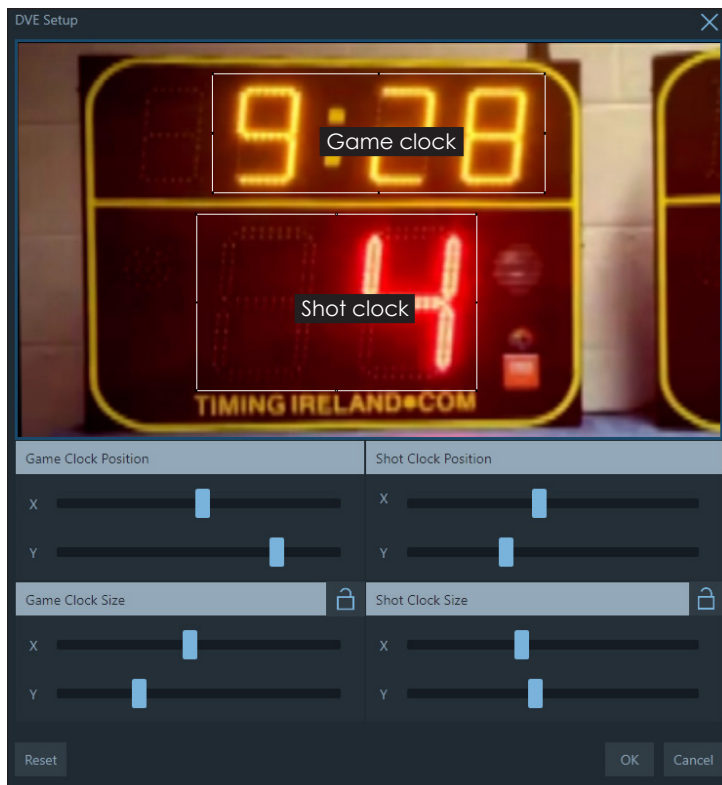 DVE Setup
9:28
Game clock
4
Shot clock
TIMING IRELAND•COM
Game Clock Position
Shot Clock Position
X
X
Y
Y
Game Clock Size
Shot Clock Size
X
X
Y
Y
Reset
OK
Cancel